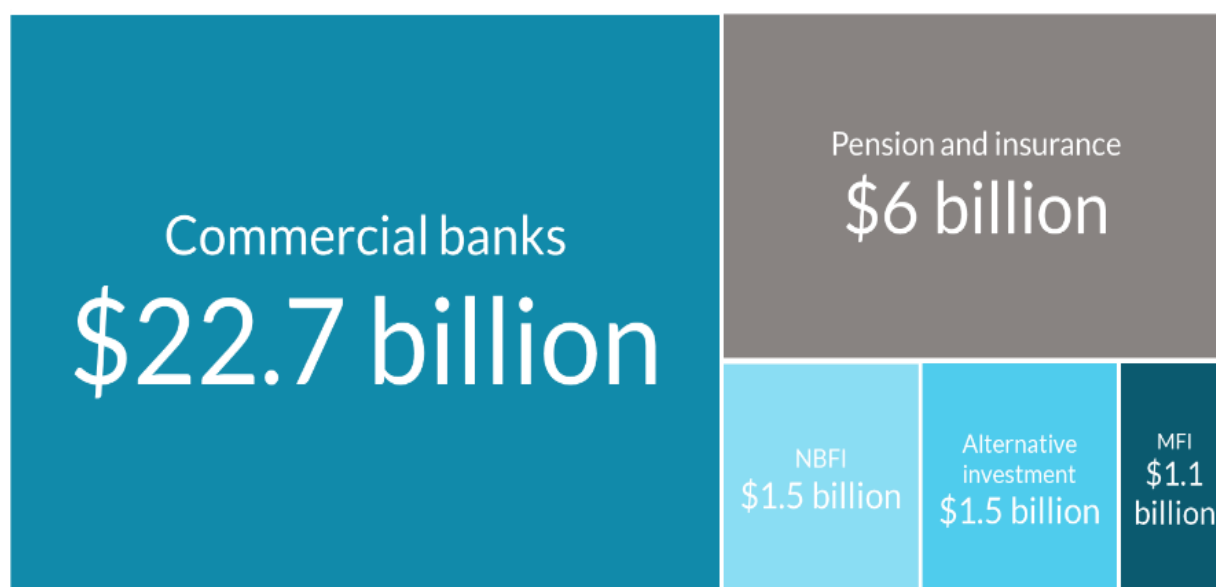 Commercial banks
$22.7 billion
Pension and insurance
$6 billion
NBFI
$1.5 billion
Alternative
investment
$1.5 billion
MFI
$1.1
billion